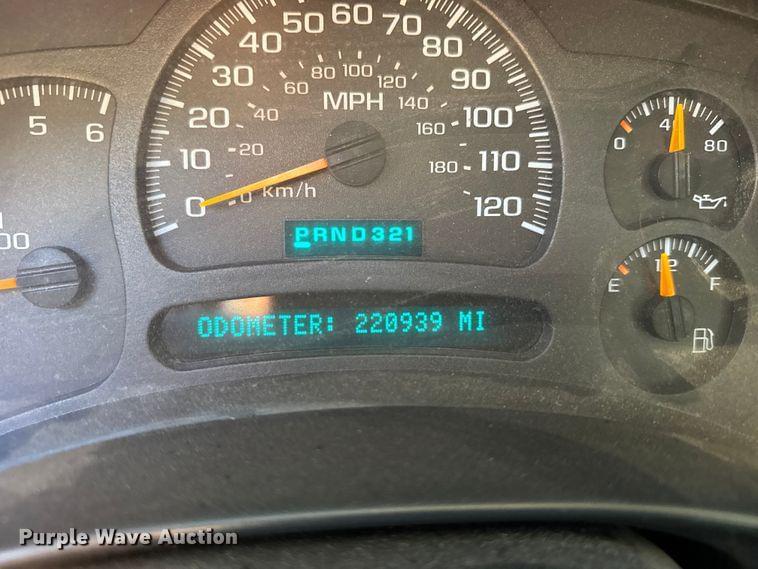 50 60 70
40 80
30 90
20 100
10 110
0 120
60 80 100 120
40 140
20 160
0 180
MPH
km/h
5 6
00
PRND321
ODOMETER: 220939 MI
0 80
E 1/2 F
Purple Wave Auction